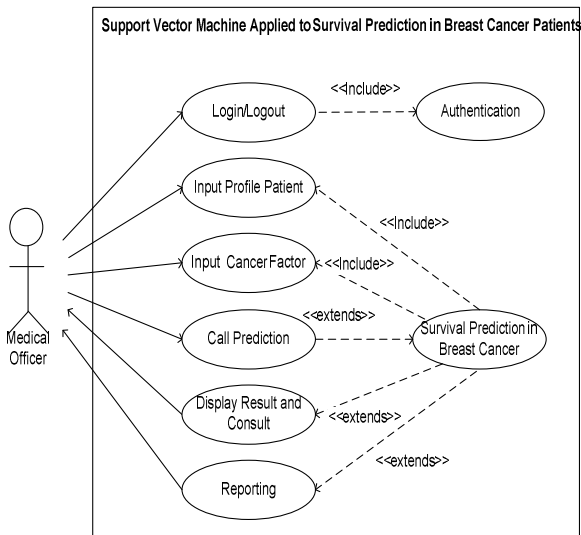 Support Vector Machine Applied to Survival Prediction in Breast Cancer Patients
<<Include>>
Login/Logout
Authentication
Input Profile Patient
<<Include>>
Input Cancer Factor
<<Include>>
<<extends>>
Call Prediction
Survival Prediction in
Breast Cancer
Medical
Officer
Display Result and
Consult
<<extends>>
<<extends>>
Reporting